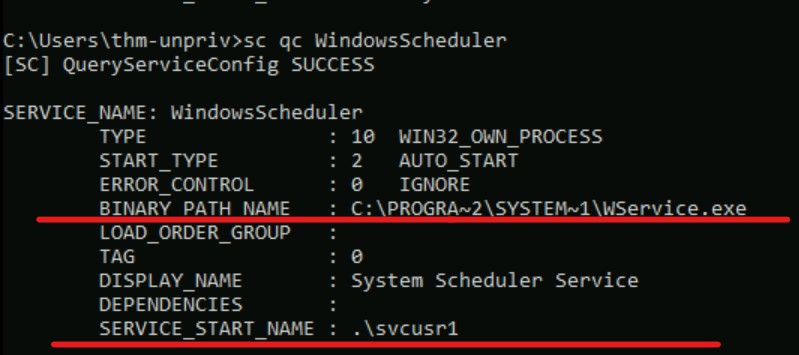 C:\Users\thm-unpriv>sc qc WindowsScheduler
[SC] QueryServiceConfig SUCCESS
SERVICE_NAME: WindowsScheduler
        TYPE               : 10  WIN32_OWN_PROCESS
        START_TYPE         : 2   AUTO_START
        ERROR_CONTROL      : 0   IGNORE
        BINARY_PATH_NAME   : C:\PROGRA~2\SYSTEM~1\WService.exe
        LOAD_ORDER_GROUP   :
        TAG                : 0
        DISPLAY_NAME       : System Scheduler Service
        DEPENDENCIES       :
        SERVICE_START_NAME : .\svcusr1